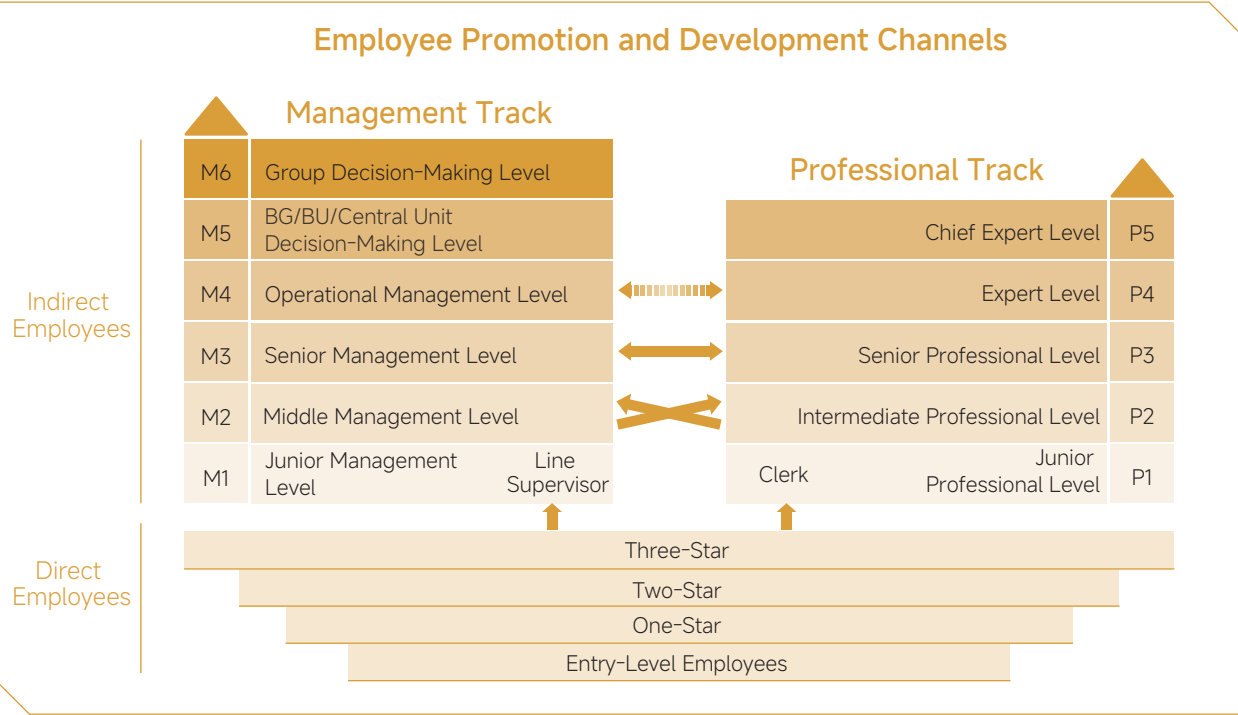 Employee Promotion and Development Channels
Management Track
Professional Track
Indirect
Employees
M6
Group Decision-Making Level
M5
BG/BU/Central Unit
Decision-Making Level
Chief Expert Level
P5
M4
Operational Management Level
Expert Level
P4
M3
Senior Management Level
Senior Professional Level
P3
M2
Middle Management Level
Intermediate Professional Level
P2
M1
Junior Management
Level
Line
Supervisor
Clerk
Junior
Professional Level
P1
Direct
Employees
Three-Star
Two-Star
One-Star
Entry-Level Employees